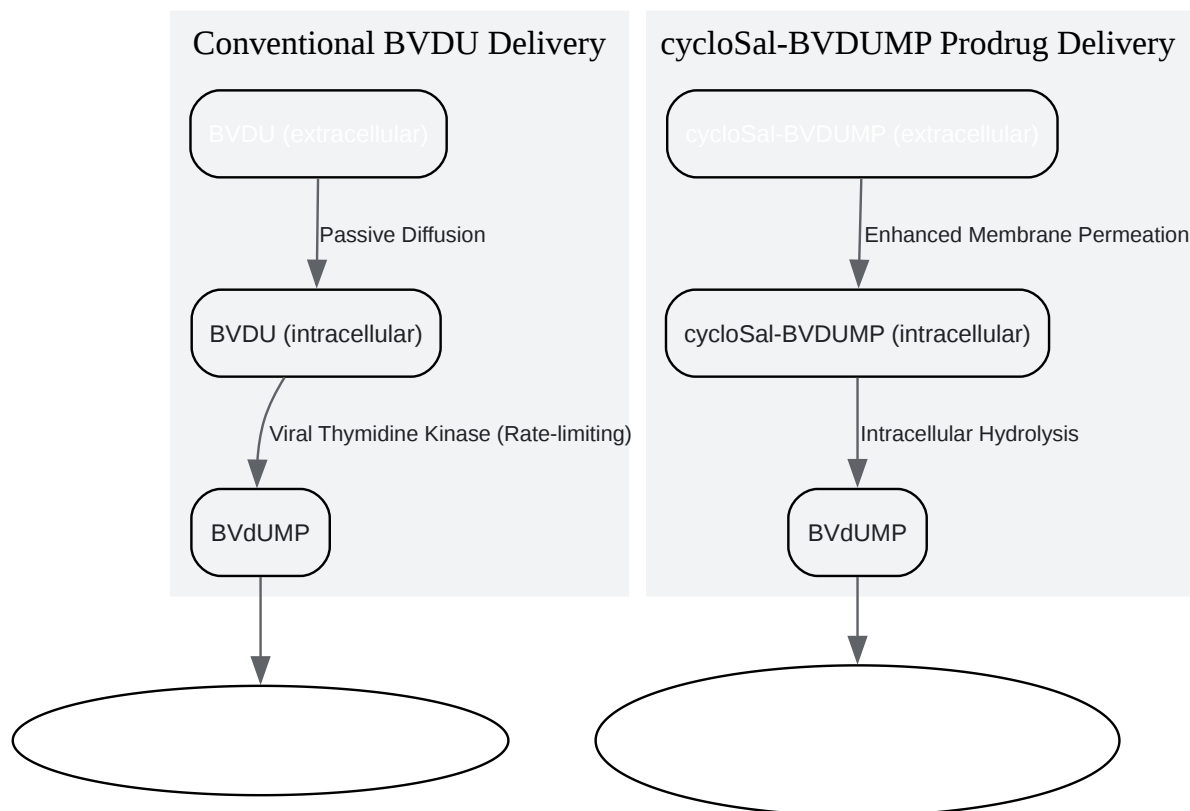 Conventional BVDU Delivery
BVDU (extracellular)
Passive Diffusion
BVDU (intracellular)
Viral Thymidine Kinase (Rate-limiting)
BVdUMP
cycloSal-BVDUMP Prodrug Delivery
cycloSal-BVDUMP (extracellular)
Enhanced Membrane Permeation
cycloSal-BVDUMP (intracellular)
Intracellular Hydrolysis
BVdUMP